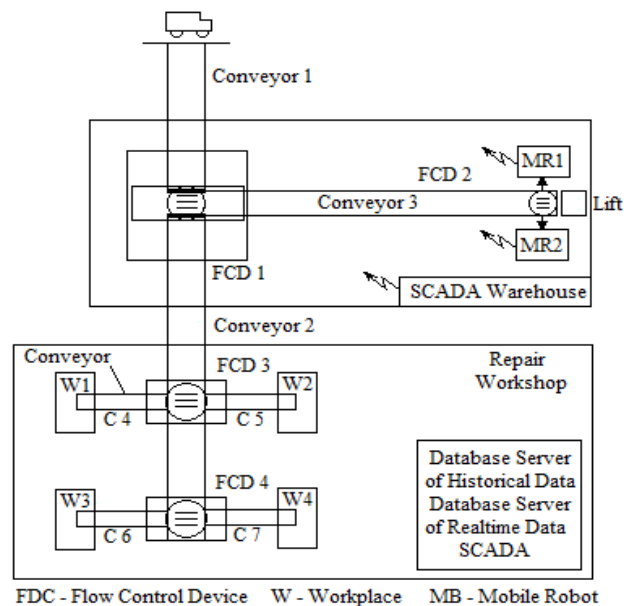 Conveyor 1
MR1
FCD 2
Conveyor 3
Lift
MR2
FCD 1
SCADA Warehouse
Conveyor 2
Conveyor
FCD 3
Repair
Workshop
W1
W2
C 4
C 5
Database Server
of Historical Data
Database Server
of Realtime Data
SCADA
FCD 4
W3
W4
C 6
C 7
FDC - Flow Control Device W - Workplace MB - Mobile Robot